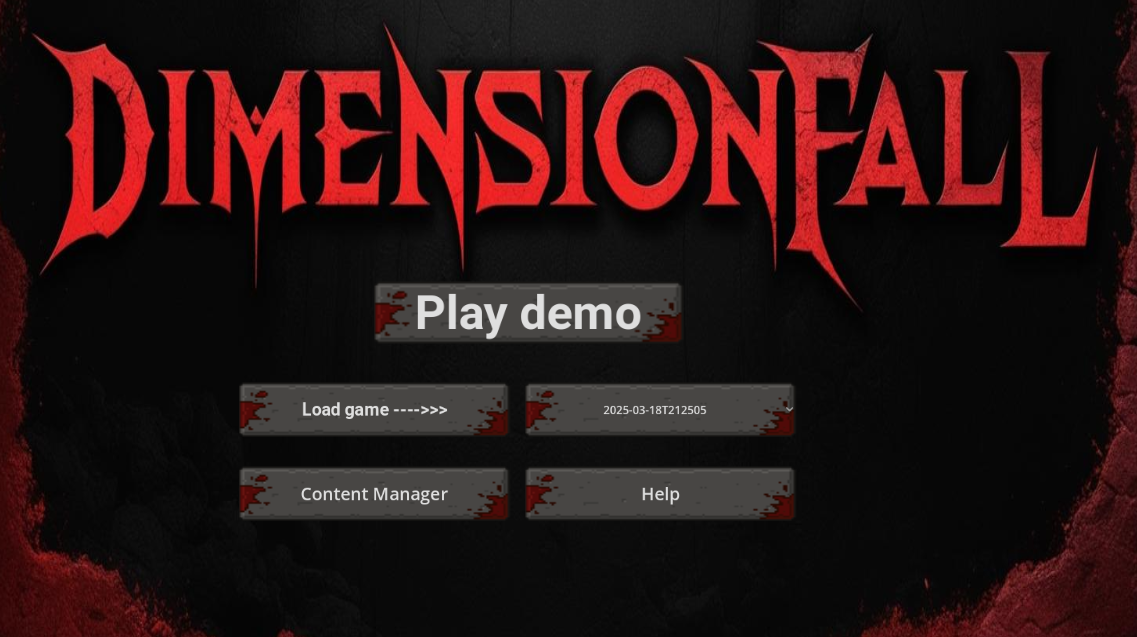 DIMENSIONFALL
Play demo
Load game ---->>>
2025-03-18T212505
Content Manager
Help